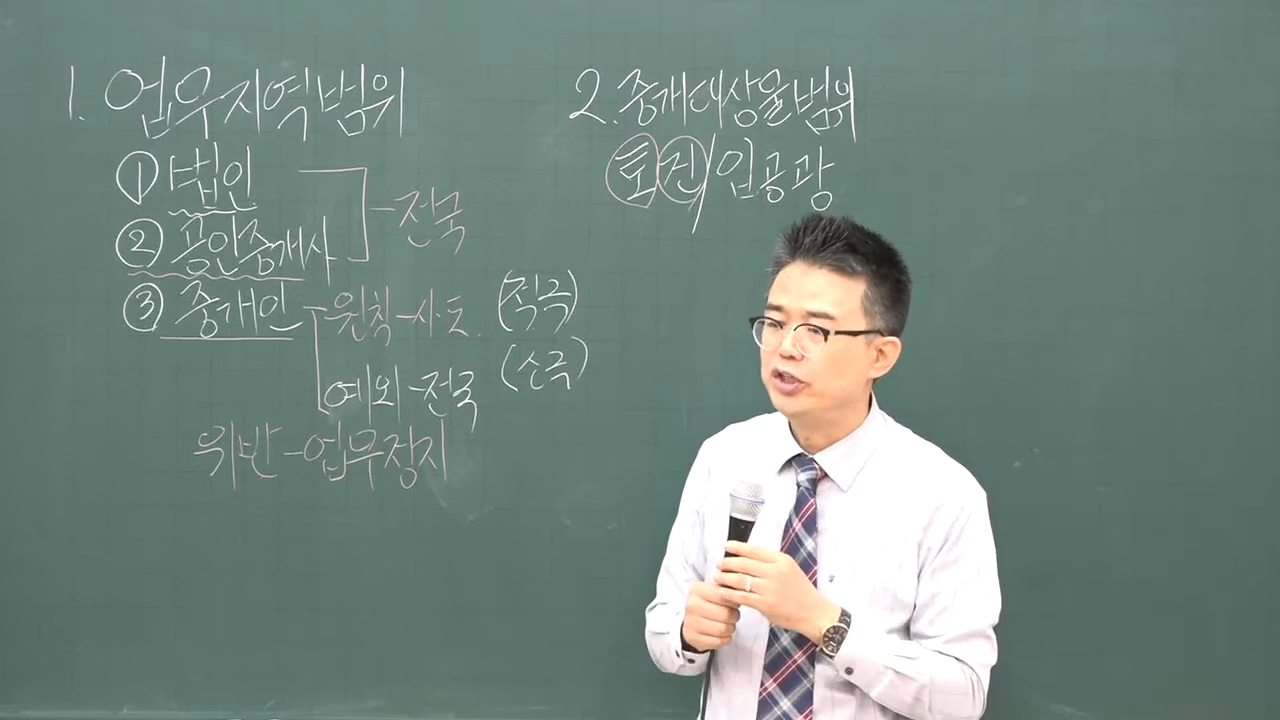 1. 업무지역범위
① 법인
② 공인중개사
-전국
③ 중개인
원칙-사·도 (적극)
예외-전국 (소극)
위반-업무정지
2. 중개대상물범위
토건/입공광